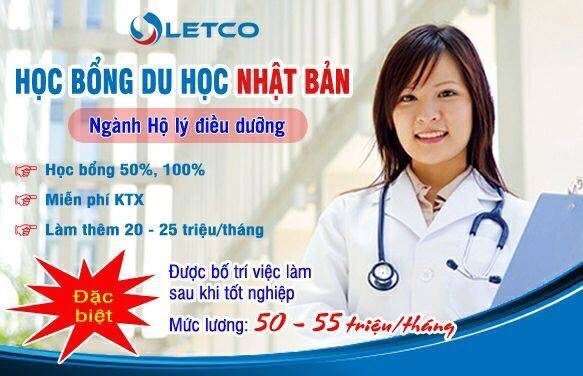 LETCO
HỌC BỔNG DU HỌC NHẬT BẢN
Ngành Hộ lý điều dưỡng
Học bổng 50%, 100%
Miễn phí KTX
Làm thêm 20 - 25 triệu/tháng
Đặc
biệt
Được bố trí việc làm
sau khi tốt nghiệp
Mức lương: 50 - 55 triệu/tháng